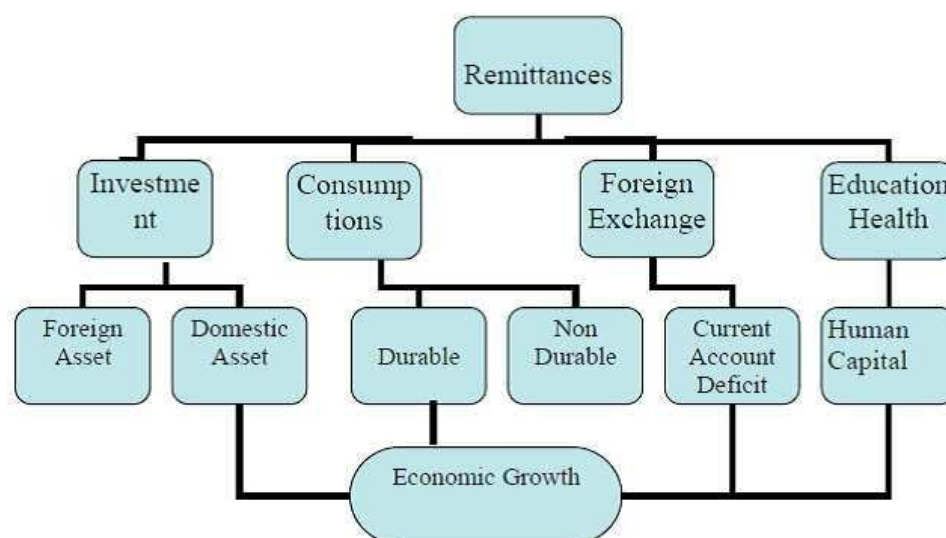 Remittances
Investme
nt
Consump
tions
Foreign
Exchange
Education
Health
Foreign
Asset
Domestic
Asset
Durable
Non
Durable
Current
Account
Deficit
Human
Capital
Economic Growth